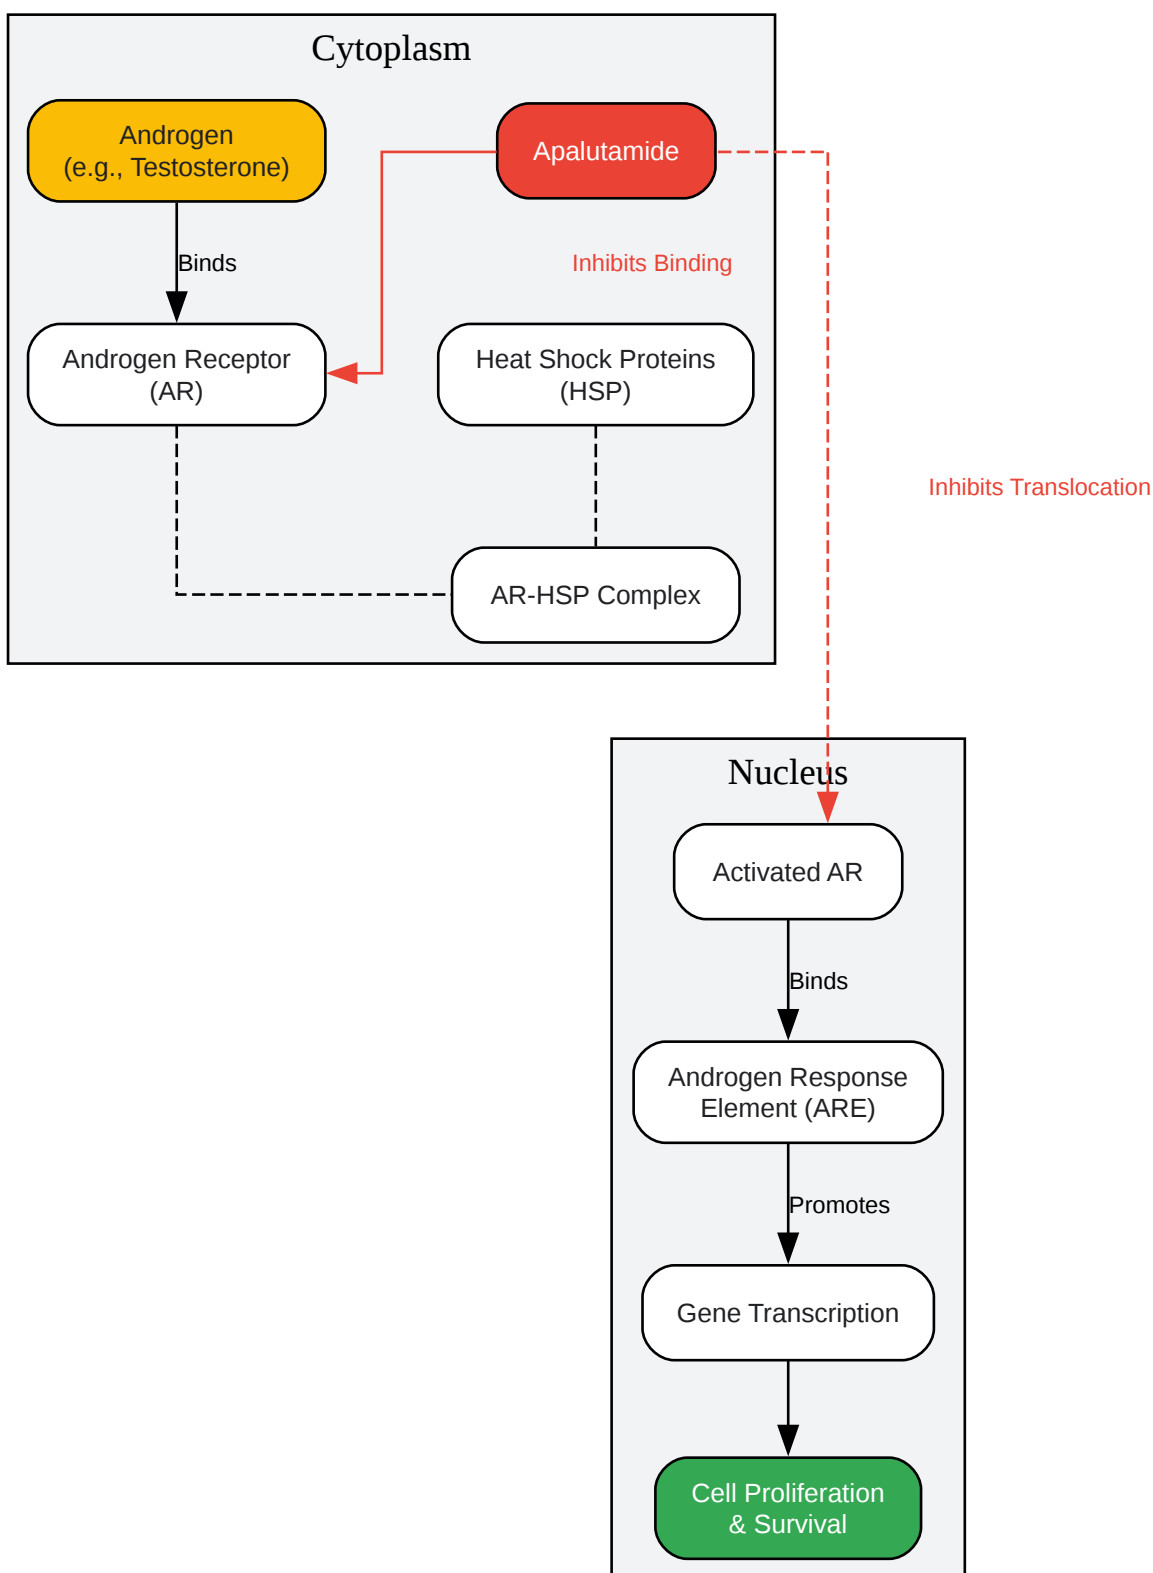 Cytoplasm
Androgen
(e.g., Testosterone)
Apalutamide
Binds
Inhibits Binding
Androgen Receptor
(AR)
Heat Shock Proteins
(HSP)
Inhibits Translocation
AR-HSP Complex
Nucleus
Activated AR
Binds
Androgen Response
Element (ARE)
Promotes
Gene Transcription
Cell Proliferation
& Survival